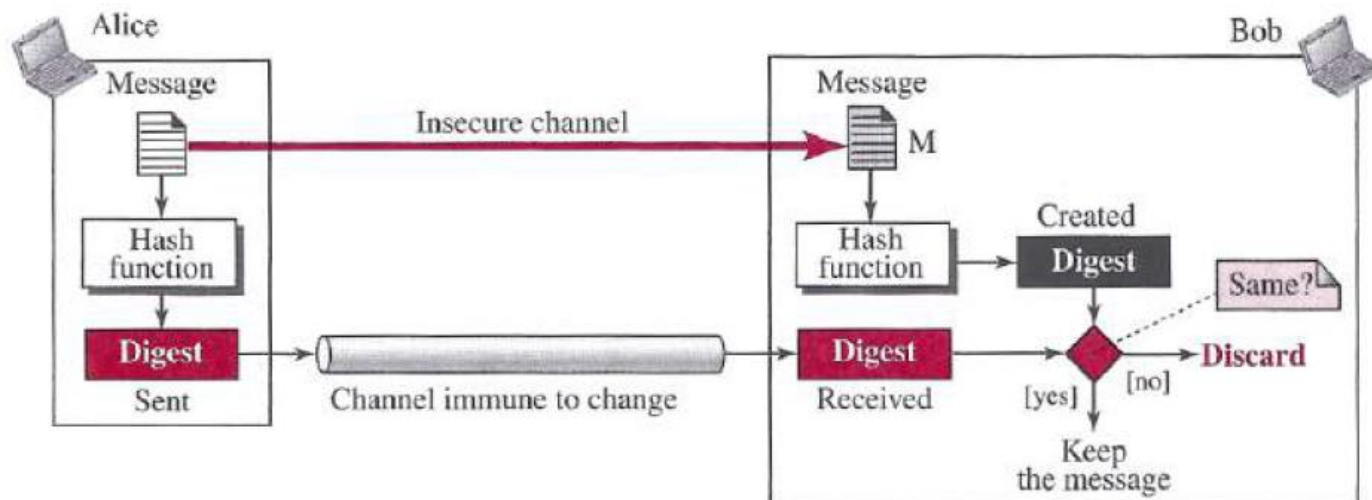 Alice
Bob
Message
Insecure channel
Message
M
Hash
function
Hash
function
Created
Digest
Same?
Digest
Sent
Channel immune to change
Digest
Received
[yes]
[no]
Discard
Keep
the message